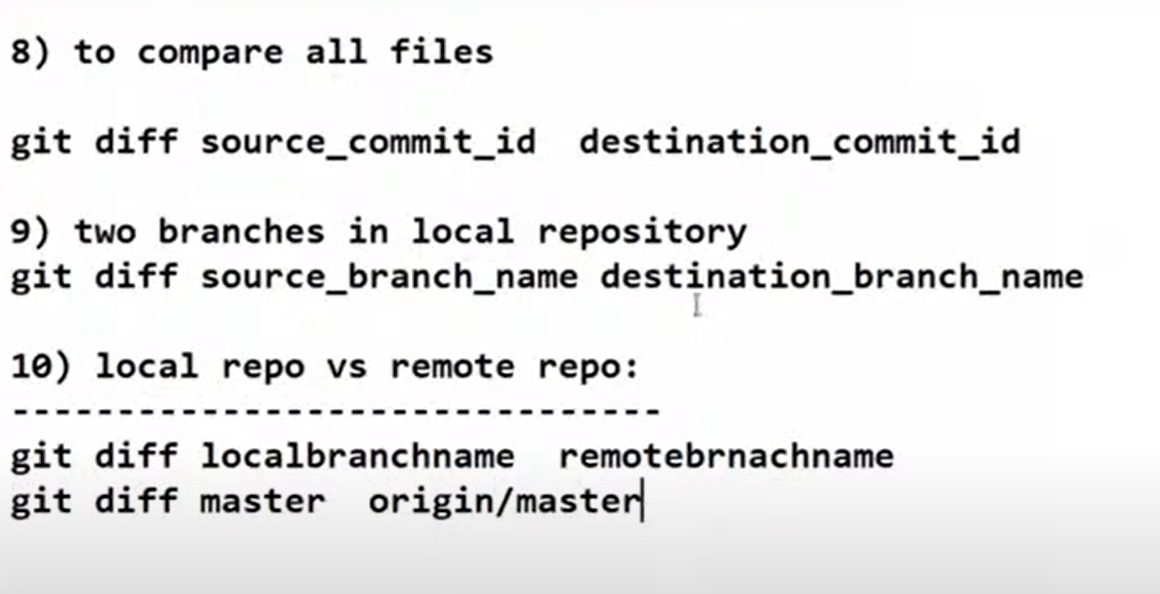 8) to compare all files
git diff source_commit_id  destination_commit_id
9) two branches in local repository
git diff source_branch_name destination_branch_name
10) local repo vs remote repo:
-------------------------------
git diff localbranchname  remotebrnachname
git diff master  origin/master